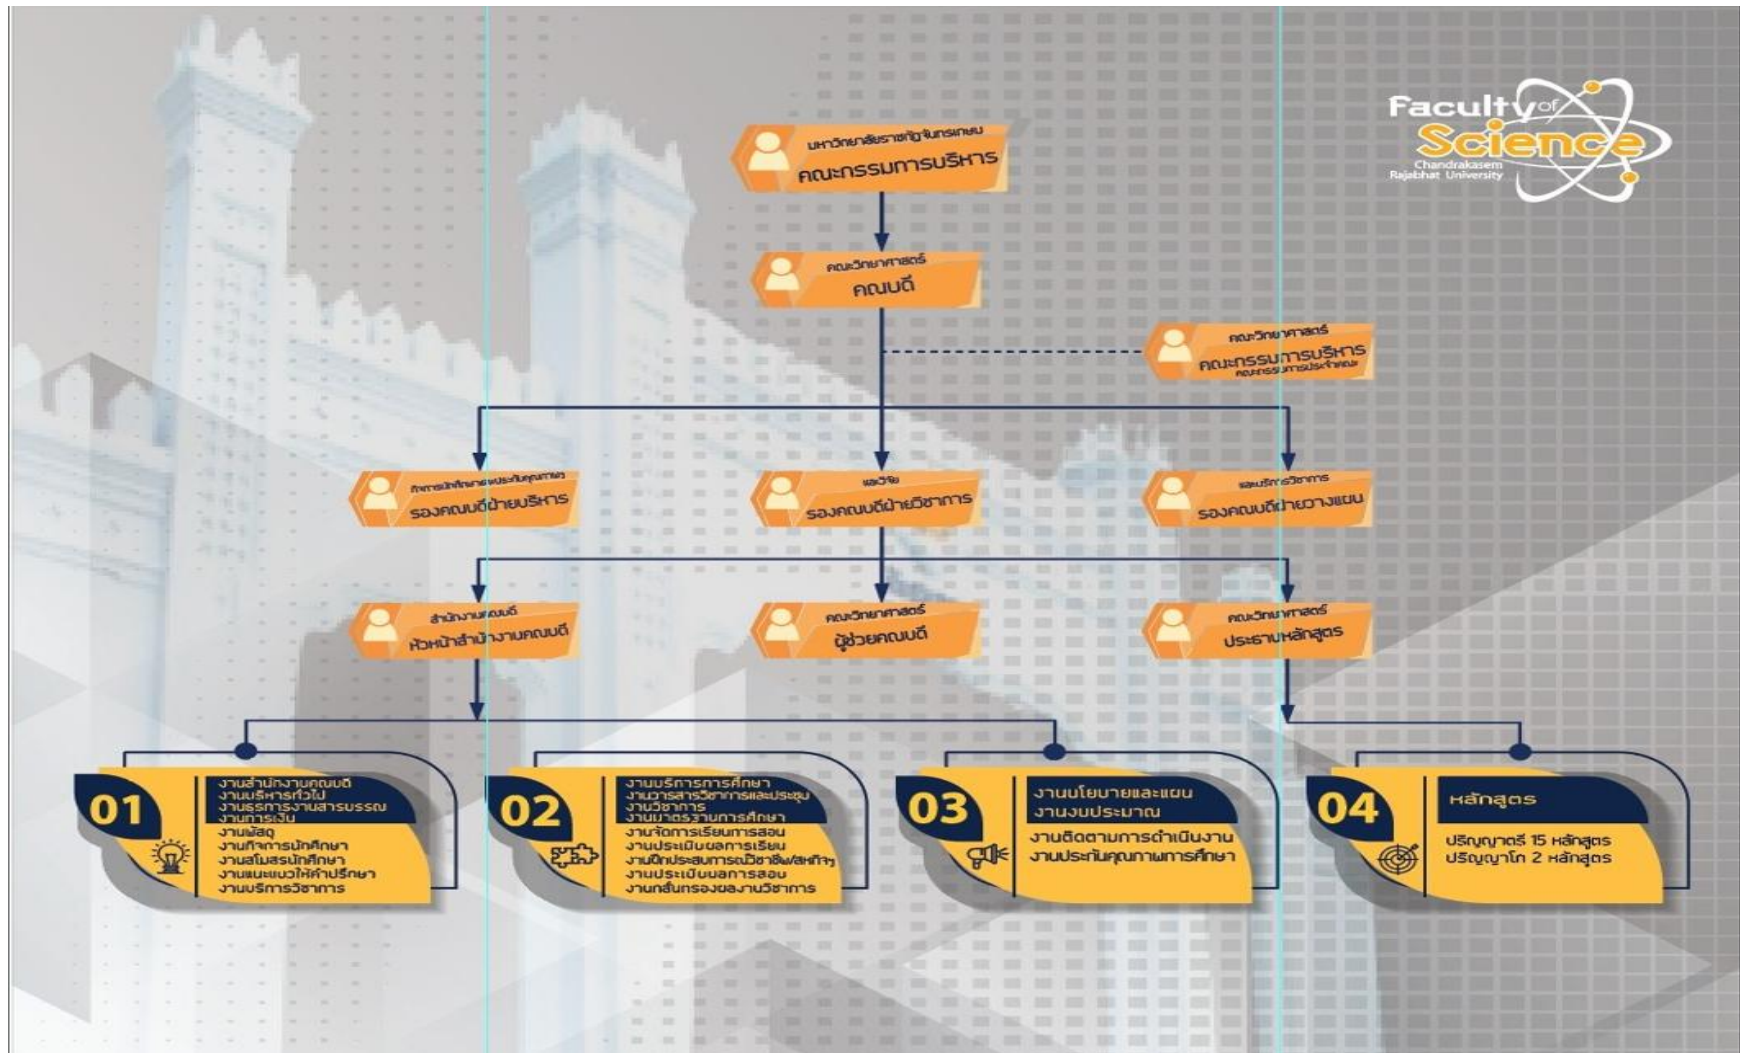 Faculty of
Science
Chandrakasem
Rajabhat University
มหาวิทยาลัยราชภัฏจันทรเกษม
คณะกรรมการบริหาร
คณะวิทยาศาสตร์
คณบดี
คณะวิทยาศาสตร์
คณะกรรมการบริหาร
คณะกรรมการประจำคณะ
รองคณบดีฝ่ายบริหาร
และวิจัย
รองคณบดีฝ่ายวิชาการ
และบริการวิชาการ
รองคณบดีฝ่ายวางแผน
สำนักงานคณบดี
หัวหน้าสำนักงานคณบดี
คณะวิทยาศาสตร์
ผู้ช่วยคณบดี
คณะวิทยาศาสตร์
ประธานหลักสูตร
01
งานสำนักงานคณบดี
งานบริหารทั่วไป
งานธุรการงานสารบรรณ
งานการเงิน
งานพัสดุ
งานกิจการนักศึกษา
งานสโมสรนักศึกษา
งานแนะแนวให้คำปรึกษา
งานบริการวิชาการ
02
งานบริการการศึกษา
งานวารสารวิชาการและประชุม
งานวิชาการ
งานมาตรฐานการศึกษา
งานจัดการเรียนการสอน
งานประเมินผลการเรียน
งานฝึกประสบการณ์วิชาชีพ/สหกิจฯ
งานประเมินผลการสอน
งานกลั่นกรองผลงานวิชาการ
03
งานนโยบายและแผน
งานงบประมาณ
งานติดตามการดำเนินงาน
งานประกันคุณภาพการศึกษา
04
หลักสูตร
ปริญญาตรี 15 หลักสูตร
ปริญญาโท 2 หลักสูตร